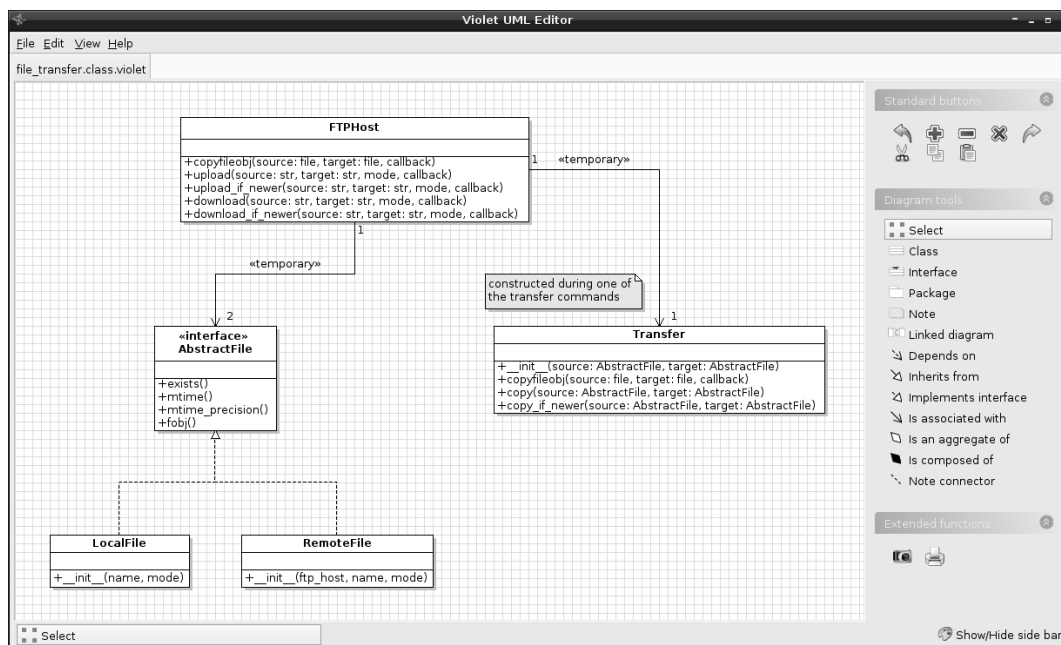 Violet UML Editor
File Edit View Help
file_transfer.class.violet
FTPHost
+copyfileobj(source: file, target: file, callback)
+upload(source: str, target: str, mode, callback)
+upload_if_newer(source: str, target: str, mode, callback)
+download(source: str, target: str, mode, callback)
+download_if_newer(source: str, target: str, mode, callback)
1 «temporary»
1
«temporary»
2
constructed during one of
the transfer commands
1
«interface»
AbstractFile
+exists()
+mtime()
+mtime_precision()
+fobj()
Transfer
+__init__(source: AbstractFile, target: AbstractFile)
+copyfileobj(source: file, target: file, callback)
+copy(source: AbstractFile, target: AbstractFile)
+copy_if_newer(source: AbstractFile, target: AbstractFile)
LocalFile
+__init__(name, mode)
RemoteFile
+__init__(ftp_host, name, mode)
Standard buttons
Diagram tools
Select
Class
Interface
Package
Note
Linked diagram
Depends on
Inherits from
Implements interface
Is associated with
Is an aggregate of
Is composed of
Note connector
Extended functions
Select
Show/Hide side bar